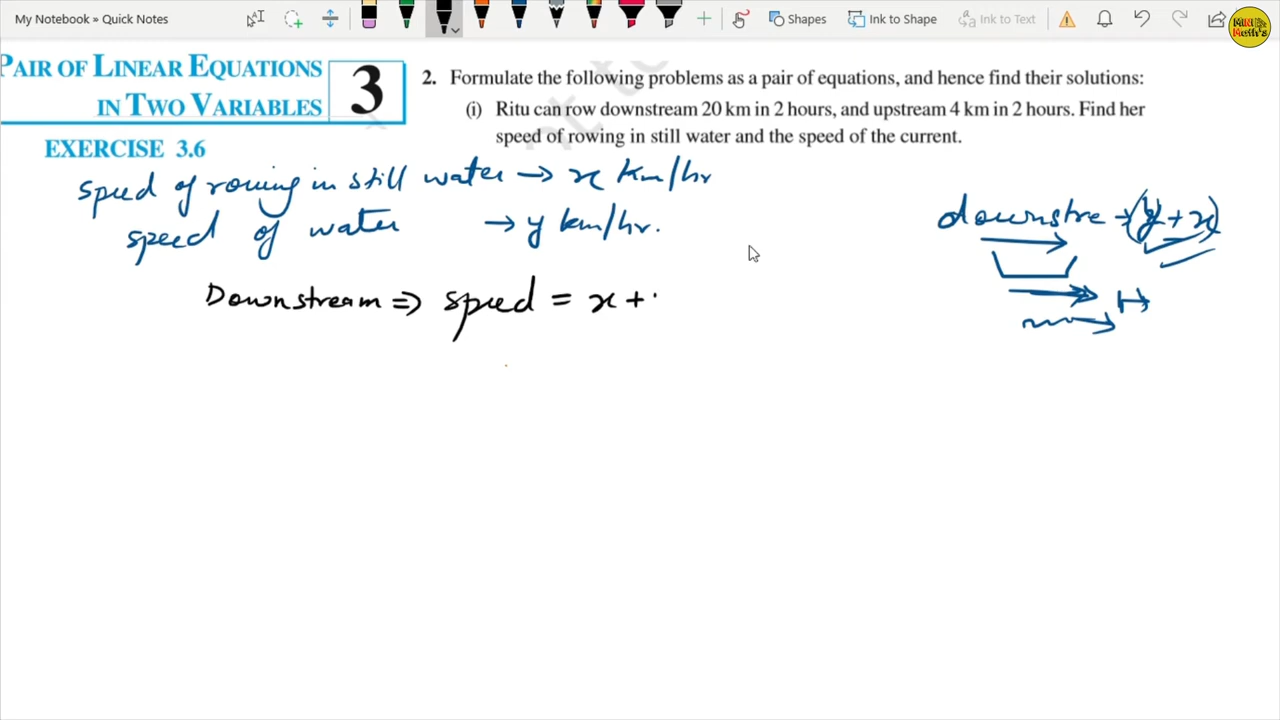 My Notebook » Quick Notes
Shapes
Ink to Shape
Ink to Text
PAIR OF LINEAR EQUATIONS
IN TWO VARIABLES
3
EXERCISE 3.6
2. Formulate the following problems as a pair of equations, and hence find their solutions:
(i) Ritu can row downstream 20 km in 2 hours, and upstream 4 km in 2 hours. Find her
speed of rowing in still water and the speed of the current.
speed of rowing in still water → x km/hr
speed of water → y km/hr.
downstre → (y + x)
Downstream ⇒ speed = x +